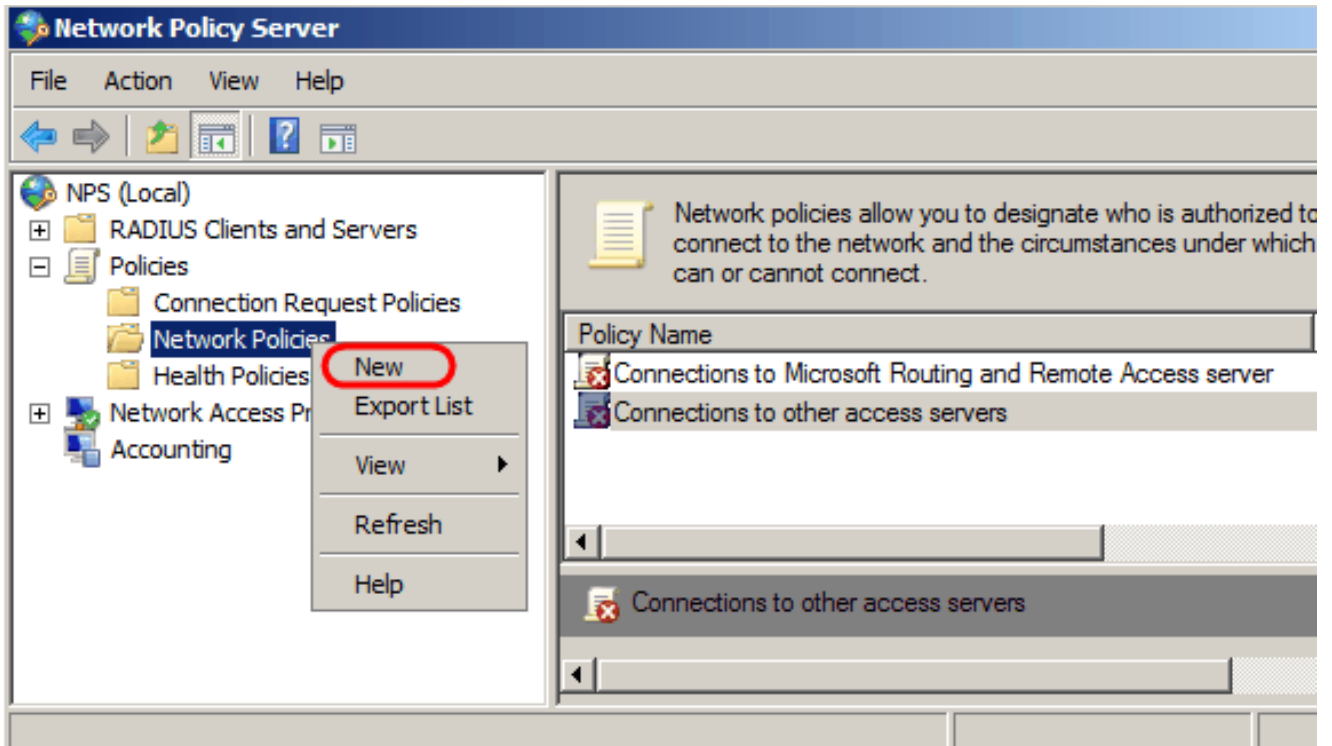 Network Policy Server
File Action View Help
NPS (Local)
RADIUS Clients and Servers
Policies
Connection Request Policies
Network Policies
Health Policies
Network Access Pr
Accounting
New
Export List
View
Refresh
Help
Network policies allow you to designate who is authorized to
connect to the network and the circumstances under which
can or cannot connect.
Policy Name
Connections to Microsoft Routing and Remote Access server
Connections to other access servers
Connections to other access servers